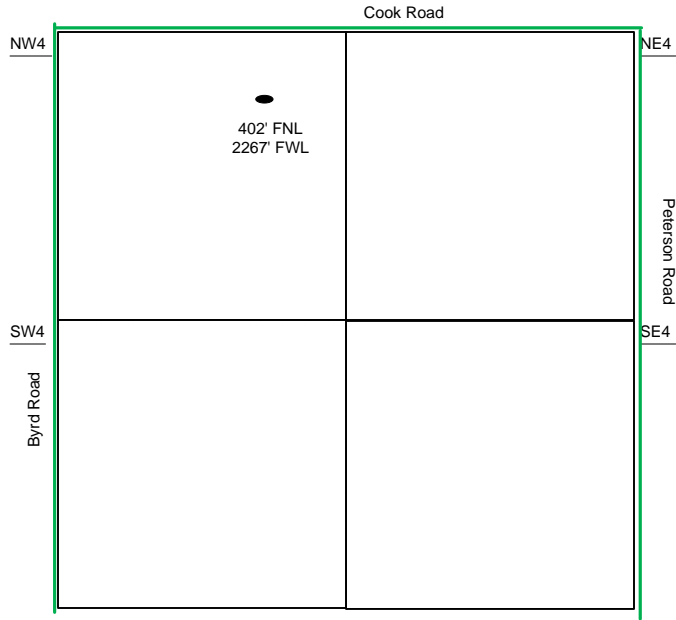 Cook Road
NW4
NE4
402' FNL
2267' FWL
Peterson Road
SW4
SE4
Byrd Road